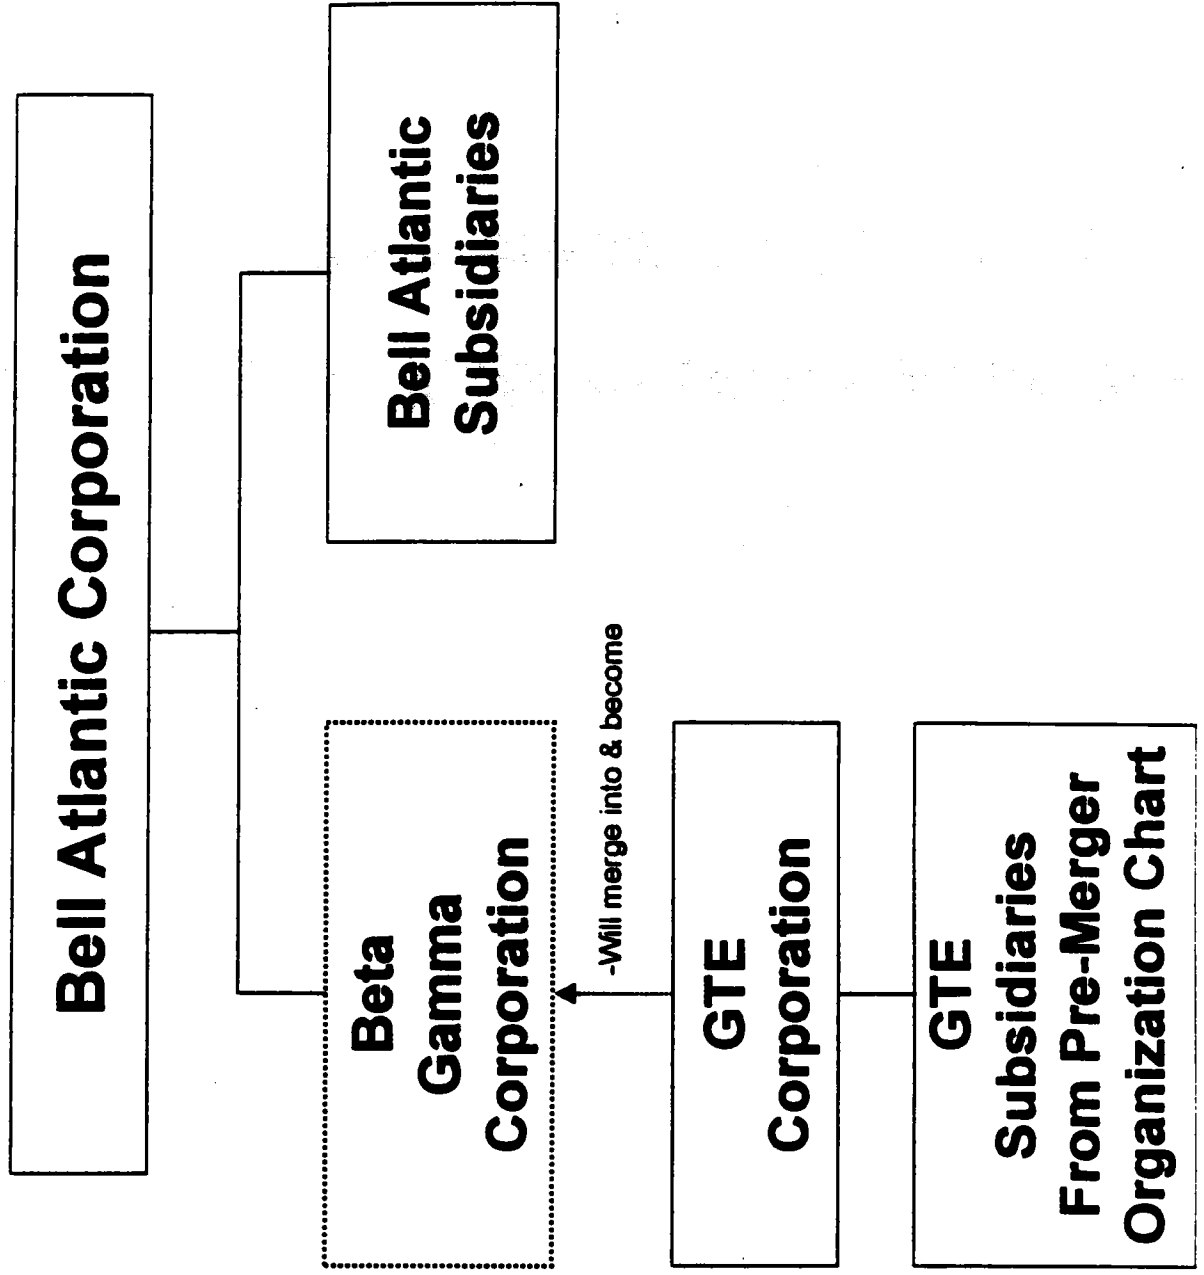 Bell Atlantic Corporation
Beta
Gamma
Corporation
Bell Atlantic
Subsidiaries
-Will merge into & become
GTE
Corporation
GTE
Subsidiaries
From Pre-Merger
Organization Chart